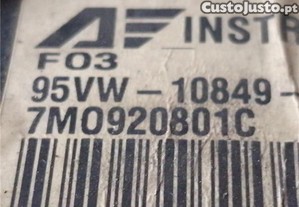 CustoJusto.pt
AF INSTR
F03
95VW-10849-
7M0920801C